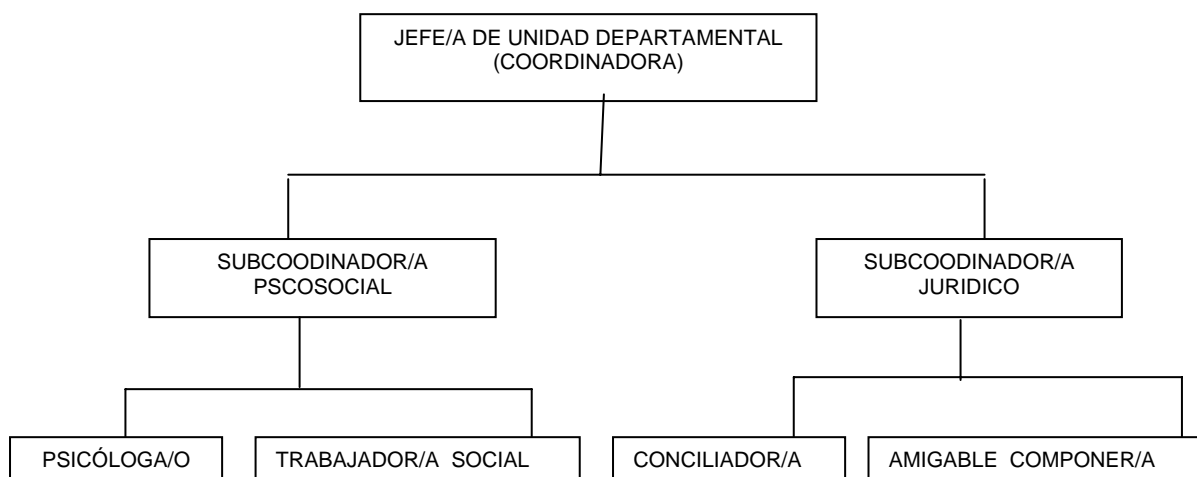 JEFE/A DE UNIDAD DEPARTAMENTAL
(COORDINADORA)
SUBCOODINADOR/A
PSCOSOCIAL
SUBCOODINADOR/A
JURIDICO
PSICÓLOGA/O
TRABAJADOR/A SOCIAL
CONCILIADOR/A
AMIGABLE COMPONER/A